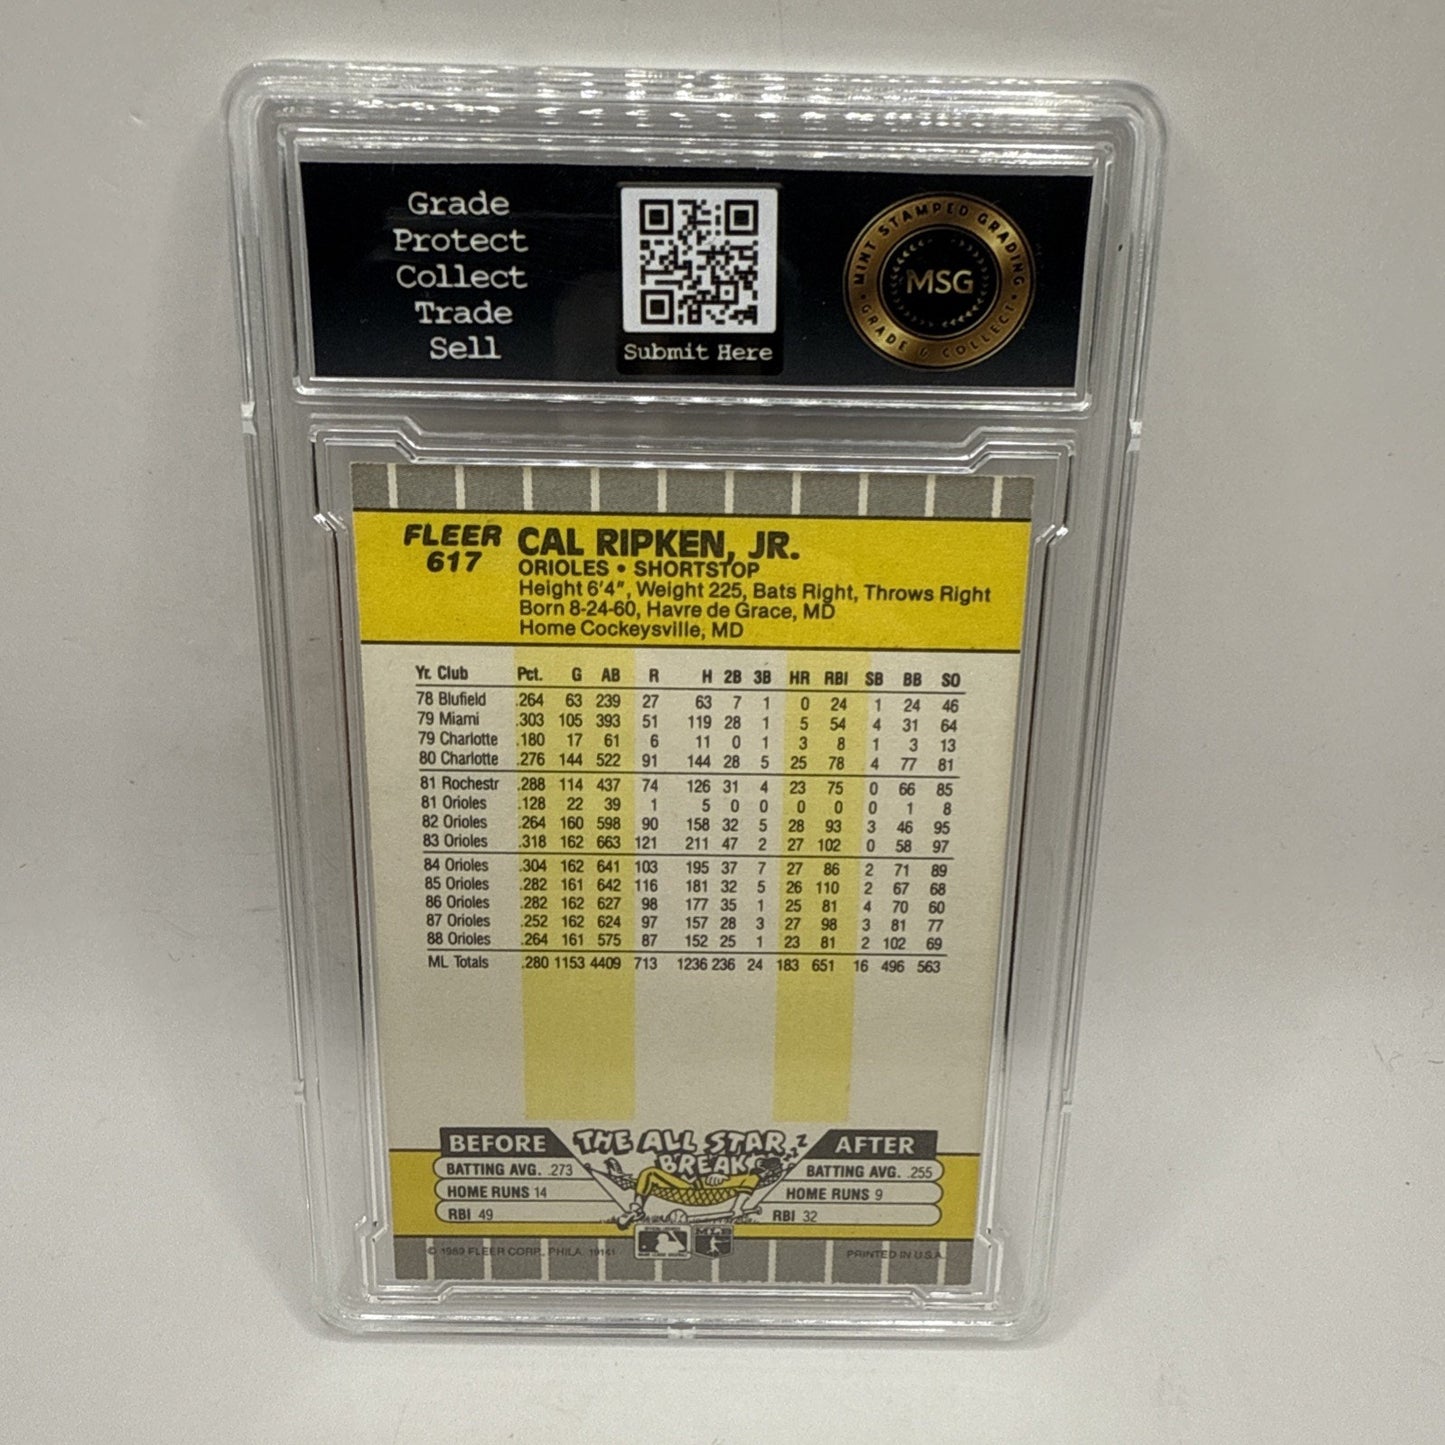 Grade
Protect
Collect
Trade
Sell
Submit Here
MINT STAMPED GRADING
MSG
GRADE & COLLECT
FLEER
617
CAL RIPKEN, JR.
ORIOLES • SHORTSTOP
Height 6'4", Weight 225, Bats Right, Throws Right
Born 8-24-60, Havre de Grace, MD
Home Cockeysville, MD
Yr. Club Pct. G AB R H 2B 3B HR RBI SB BB SO
78 Blufield .264 63 239 27 63 7 1 0 24 1 24 46
79 Miami .303 105 393 51 119 28 1 5 54 4 31 64
79 Charlotte .180 17 61 6 11 0 1 3 8 1 3 13
80 Charlotte .276 144 522 91 144 28 5 25 78 4 77 81
81 Rochestr .288 114 437 74 126 31 4 23 75 0 66 85
81 Orioles .128 22 39 1 5 0 0 0 0 0 1 8
82 Orioles .264 160 598 90 158 32 5 28 93 3 46 95
83 Orioles .318 162 663 121 211 47 2 27 102 0 58 97
84 Orioles .304 162 641 103 195 37 7 27 86 2 71 89
85 Orioles .282 161 642 116 181 32 5 26 110 2 67 68
86 Orioles .282 162 627 98 177 35 1 25 81 4 70 60
87 Orioles .252 162 624 97 157 28 3 27 98 3 81 77
88 Orioles .264 161 575 87 152 25 1 23 81 2 102 69
ML Totals .280 1153 4409 713 1236 236 24 183 651 16 496 563
BEFORE
THE ALL STAR BREAK
ZZZZ
AFTER
BATTING AVG. .273
HOME RUNS 14
RBI 49
BATTING AVG. .255
HOME RUNS 9
RBI 32
MLB
© 1989 FLEER CORP., PHILA. 19141
PRINTED IN U.S.A.